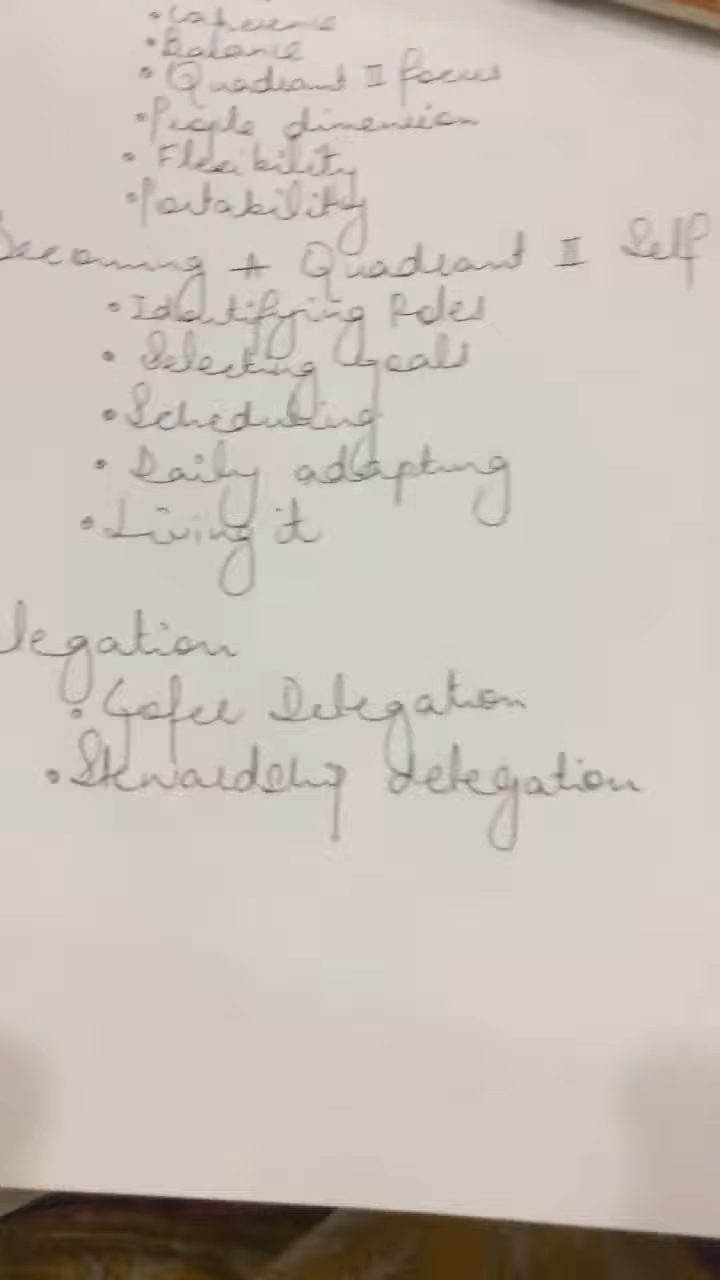 • Coherence
• Balance
• Quadrant II focus
• People dimension
• Flexibility
• Portability
Becoming A Quadrant II Self
• Identifying Roles
• Selecting goals
• Scheduling
• Daily adapting
• Living it
legation
• Gofer Delegation
• Stewardship delegation